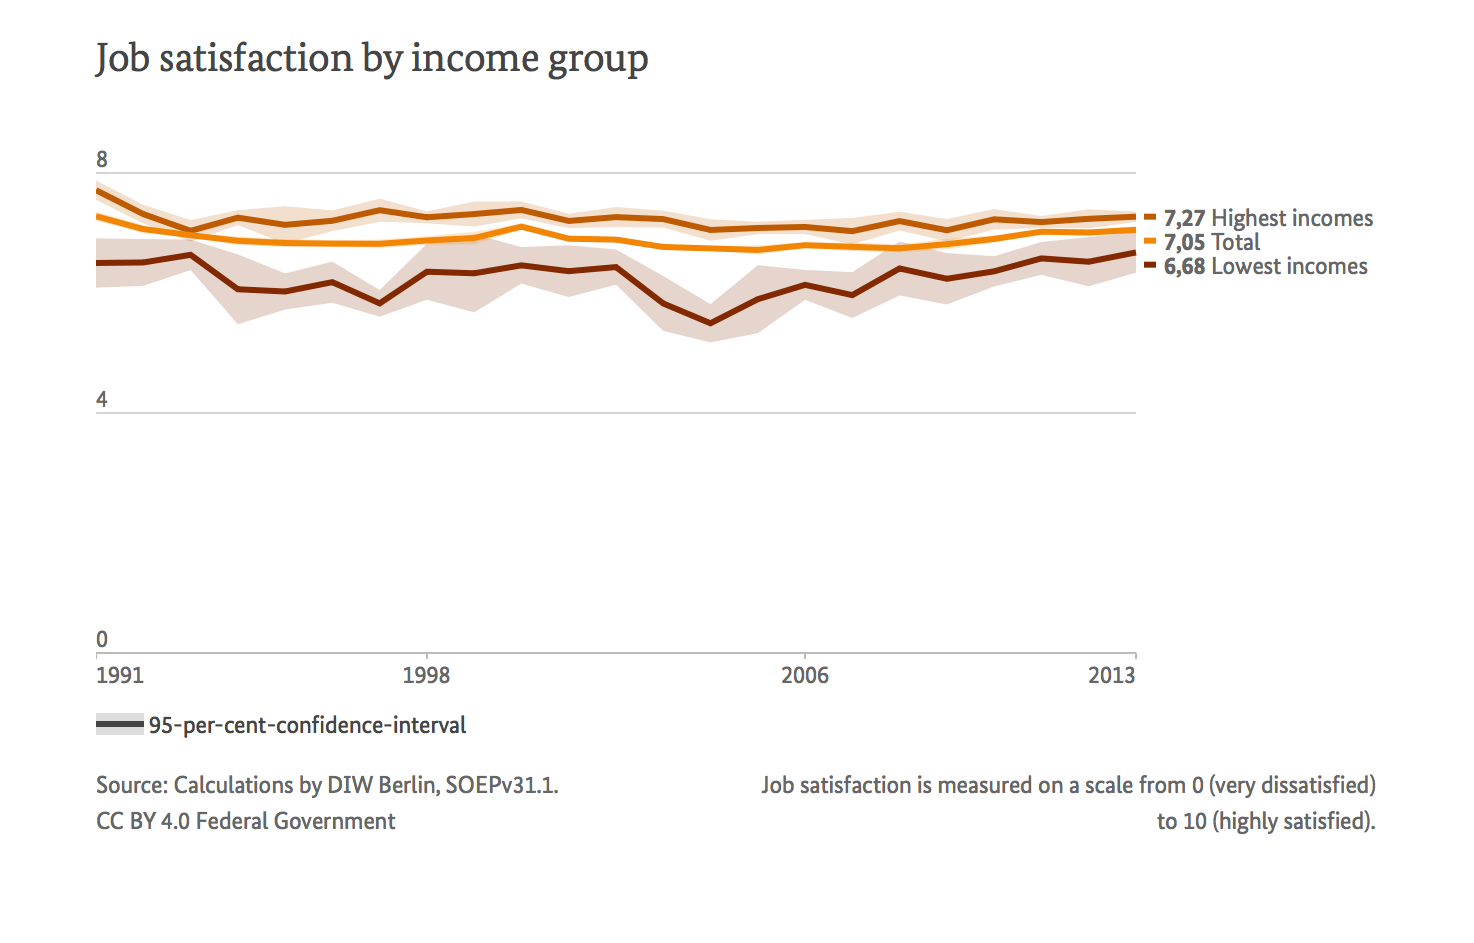 Job satisfaction by income group
8
7,27 Highest incomes
7,05 Total
6,68 Lowest incomes
4
0
1991 1998 2006 2013
95-per-cent-confidence-interval
Source: Calculations by DIW Berlin, SOEPv31.1.
CC BY 4.0 Federal Government
Job satisfaction is measured on a scale from 0 (very dissatisfied)
to 10 (highly satisfied).